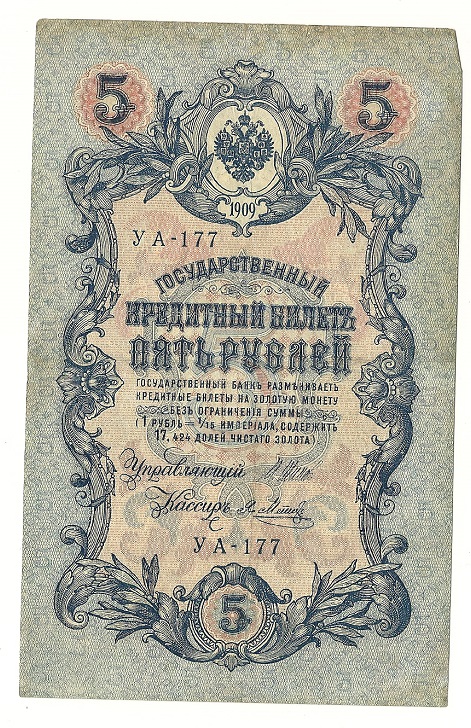 5 5
1909
УА-177
ГОСУДАРСТВЕННЫЙ
КРЕДИТНЫЙ БИЛЕТЪ
ПЯТЬ РУБЛЕЙ
ГОСУДАРСТВЕННЫЙ БАНКЪ РАЗМѢНИВАЕТЪ
КРЕДИТНЫЕ БИЛЕТЫ НА ЗОЛОТУЮ МОНЕТУ
БЕЗЪ ОГРАНИЧЕНІЯ СУММЫ
(1 РУБЛЬ = 1/15 ИМПЕРІАЛА, СОДЕРЖИТЪ
17,424 ДОЛЕЙ ЧИСТАГО ЗОЛОТА)
Управляющій
Кассиръ
УА-177
5